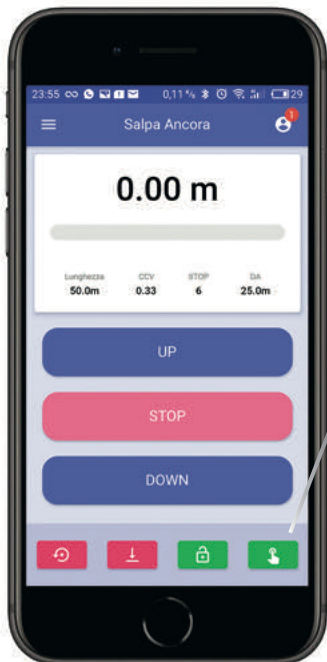 23:55 0,11% 29
Salpa Ancora 1
0.00 m
Lunghezza CCV STOP DA
50.0m 0.33 6 25.0m
UP
STOP
DOWN